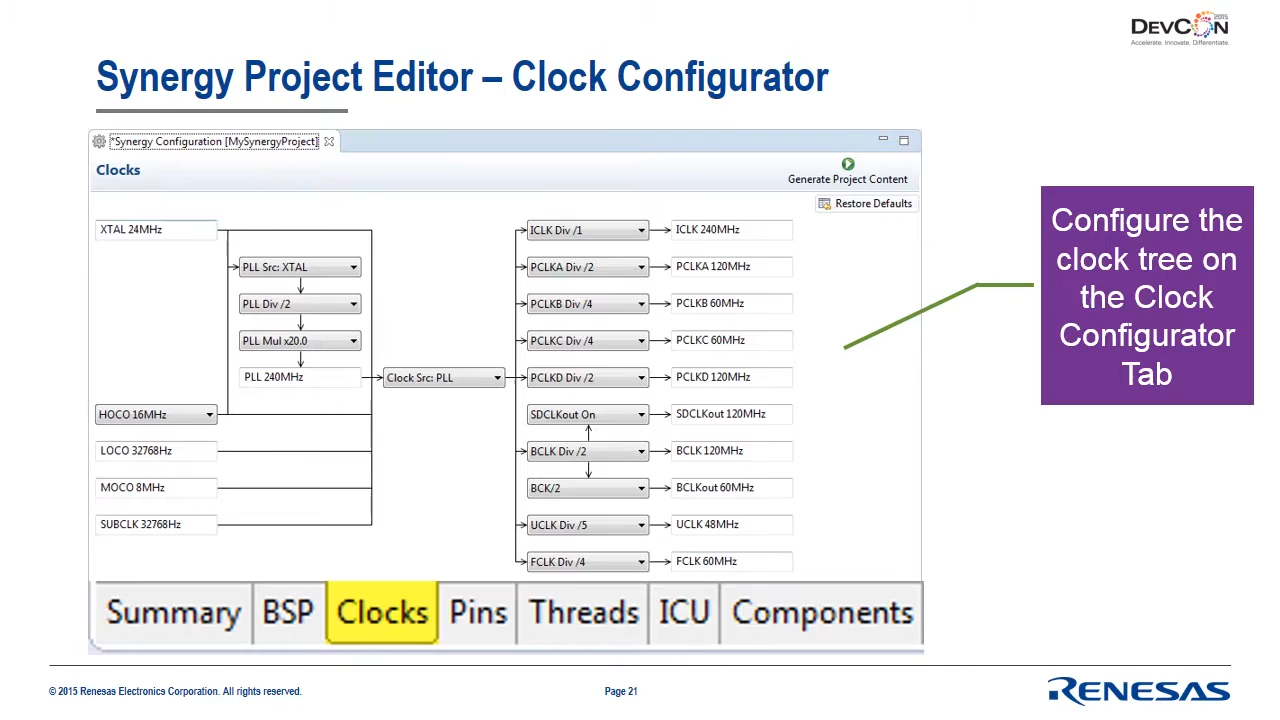 DEVCON 2015
Accelerate. Innovate. Differentiate.
Synergy Project Editor – Clock Configurator
*Synergy Configuration [MySynergyProject]
Clocks
Generate Project Content
Restore Defaults
XTAL 24MHz
PLL Src: XTAL
PLL Div /2
PLL Mul x20.0
PLL 240MHz
HOCO 16MHz
LOCO 32768Hz
MOCO 8MHz
SUBCLK 32768Hz
Clock Src: PLL
ICLK Div /1
ICLK 240MHz
PCLKA Div /2
PCLKA 120MHz
PCLKB Div /4
PCLKB 60MHz
PCLKC Div /4
PCLKC 60MHz
PCLKD Div /2
PCLKD 120MHz
SDCLKout On
SDCLKout 120MHz
BCLK Div /2
BCLK 120MHz
BCK/2
BCLKout 60MHz
UCLK Div /5
UCLK 48MHz
FCLK Div /4
FCLK 60MHz
Summary BSP Clocks Pins Threads ICU Components
Configure the
clock tree on
the Clock
Configurator
Tab
© 2015 Renesas Electronics Corporation. All rights reserved.
Page 21
RENESAS